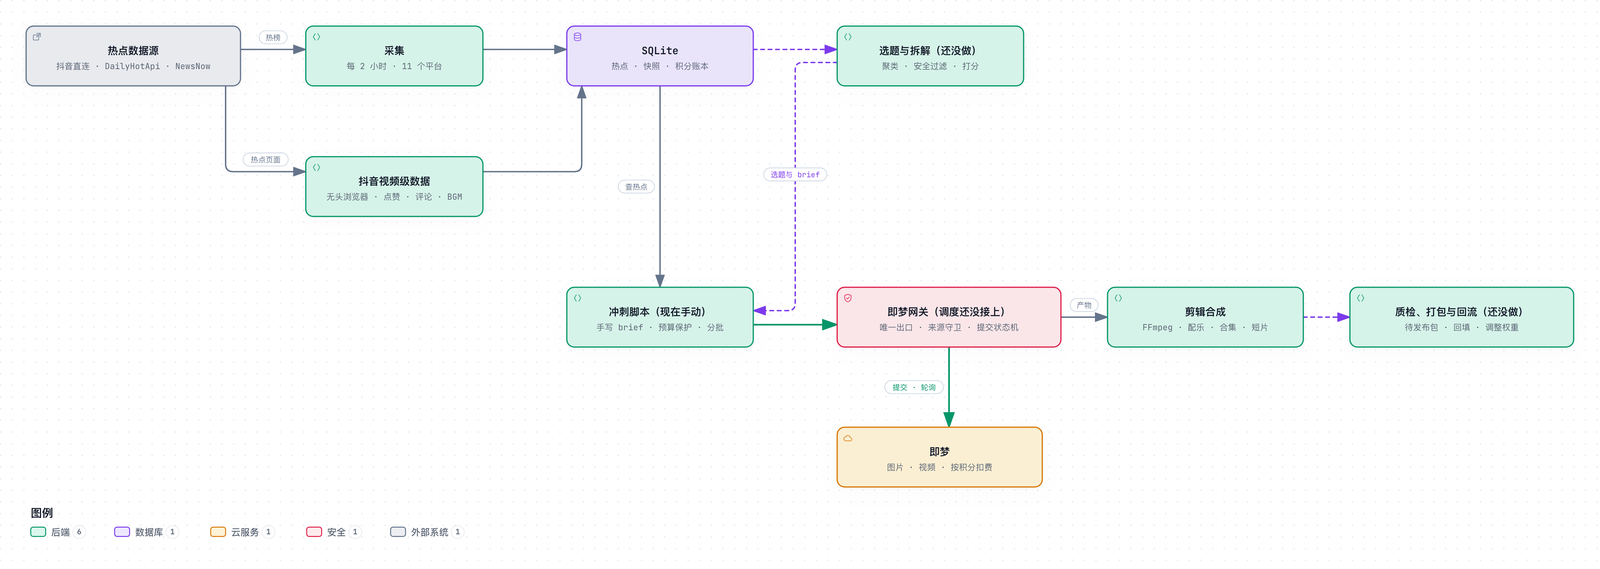 热点数据源
抖音直连 · DailyHotApi · NewsNow
热榜
采集
每 2 小时 · 11 个平台
SQLite
热点 · 快照 · 积分账本
选题与拆解（还没做）
聚类 · 安全过滤 · 打分
热点页面
抖音视频级数据
无头浏览器 · 点赞 · 评论 · BGM
查热点
选题与 brief
冲刺脚本（现在手动）
手写 brief · 预算保护 · 分批
即梦网关（调度还没接上）
唯一出口 · 来源守卫 · 提交状态机
产物
剪辑合成
FFmpeg · 配乐 · 合集 · 短片
质检、打包与回流（还没做）
待发布包 · 回填 · 调整权重
提交 · 轮询
即梦
图片 · 视频 · 按积分扣费
图例
后端 6
数据库 1
云服务 1
安全 1
外部系统 1